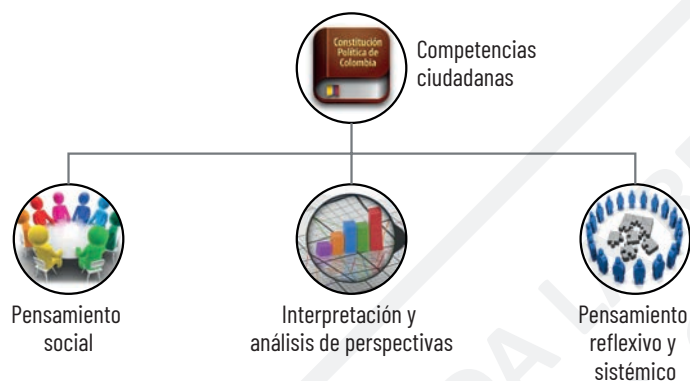 Constitución
Política de
Colombia
Competencias
ciudadanas
Pensamiento
social
Interpretación y
análisis de perspectivas
Pensamiento
reflexivo y
sistémico